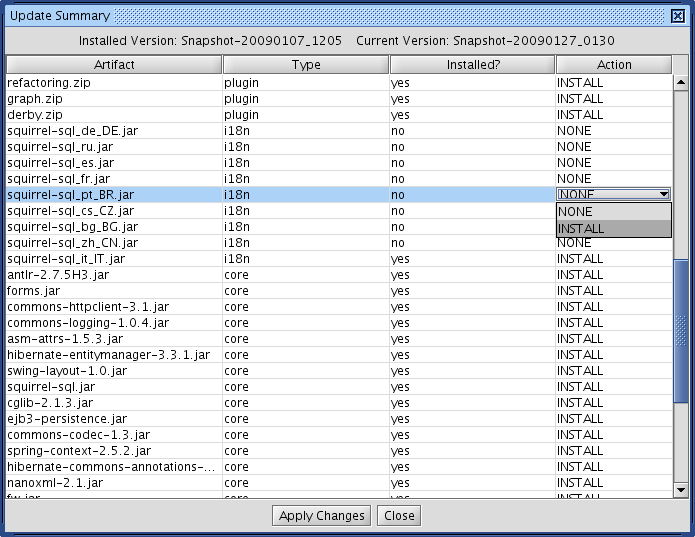 Update Summary
Installed Version: Snapshot-20090107_1205 Current Version: Snapshot-20090127_0130
Artifact Type Installed? Action
refactoring.zip plugin yes INSTALL
graph.zip plugin yes INSTALL
derby.zip plugin yes INSTALL
squirrel-sql_de_DE.jar i18n no NONE
squirrel-sql_ru.jar i18n no NONE
squirrel-sql_es.jar i18n no NONE
squirrel-sql_fr.jar i18n no NONE
squirrel-sql_pt_BR.jar i18n no NONE
squirrel-sql_cs_CZ.jar i18n no NONE
squirrel-sql_bg_BG.jar i18n no INSTALL
squirrel-sql_zh_CN.jar i18n no NONE
squirrel-sql_it_IT.jar i18n yes INSTALL
antlr-2.7.5H3.jar core yes INSTALL
forms.jar core yes INSTALL
commons-httpclient-3.1.jar core yes INSTALL
commons-logging-1.0.4.jar core yes INSTALL
asm-attrs-1.5.3.jar core yes INSTALL
hibernate-entitymanager-3.3.1.jar core yes INSTALL
swing-layout-1.0.jar core yes INSTALL
squirrel-sql.jar core yes INSTALL
cglib-2.1.3.jar core yes INSTALL
ejb3-persistence.jar core yes INSTALL
commons-codec-1.3.jar core yes INSTALL
spring-context-2.5.2.jar core yes INSTALL
hibernate-commons-annotations-... core yes INSTALL
nanoxml-2.1.jar core yes INSTALL
fw.jar core yes INSTALL
Apply Changes Close